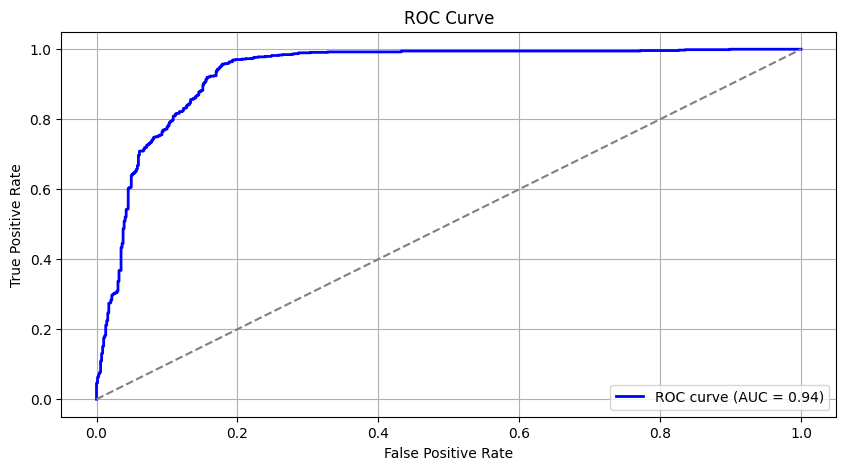 ROC Curve
1.0
0.8
0.6
0.4
0.2
0.0
True Positive Rate
0.0 0.2 0.4 0.6 0.8 1.0
False Positive Rate
ROC curve (AUC = 0.94)